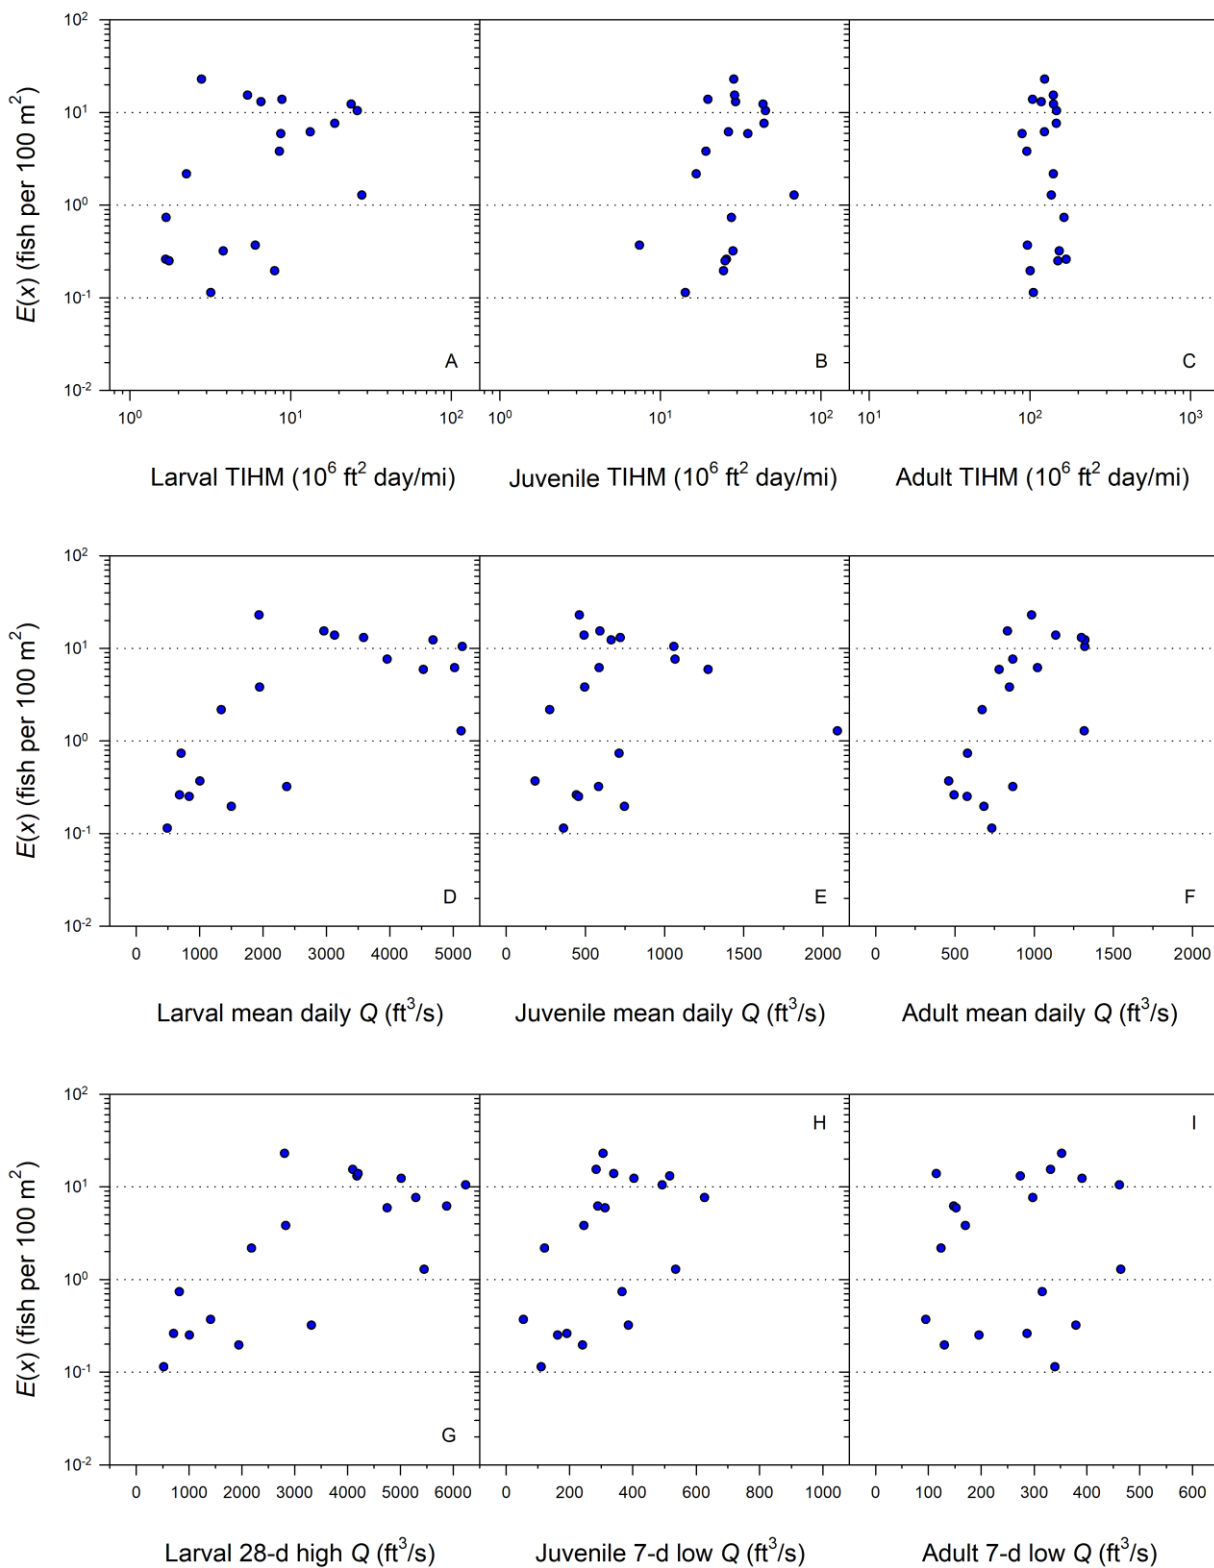 10² 10¹ 10⁰ 10⁻¹ 10⁻²
E(x) (fish per 100 m²)
A B C
10⁰ 10¹ 10² 10⁰ 10¹ 10² 10¹ 10² 10³
Larval TIHM (10⁶ ft² day/mi) Juvenile TIHM (10⁶ ft² day/mi) Adult TIHM (10⁶ ft² day/mi)
10² 10¹ 10⁰ 10⁻¹ 10⁻²
E(x) (fish per 100 m²)
D E F
0 1000 2000 3000 4000 5000 0 500 1000 1500 2000 0 500 1000 1500 2000
Larval mean daily Q (ft³/s) Juvenile mean daily Q (ft³/s) Adult mean daily Q (ft³/s)
10² 10¹ 10⁰ 10⁻¹ 10⁻²
E(x) (fish per 100 m²)
G H I
0 1000 2000 3000 4000 5000 6000 0 200 400 600 800 1000 0 100 200 300 400 500 600
Larval 28-d high Q (ft³/s) Juvenile 7-d low Q (ft³/s) Adult 7-d low Q (ft³/s)